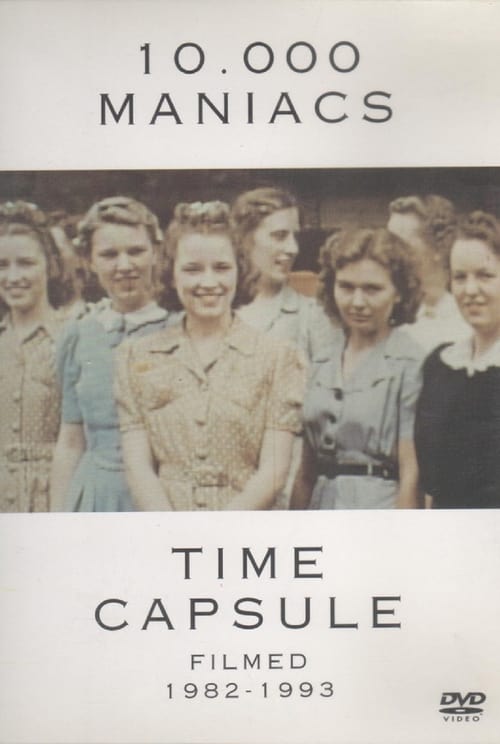 10.000
MANIACS
TIME
CAPSULE
FILMED
1982-1993
DVD
VIDEO